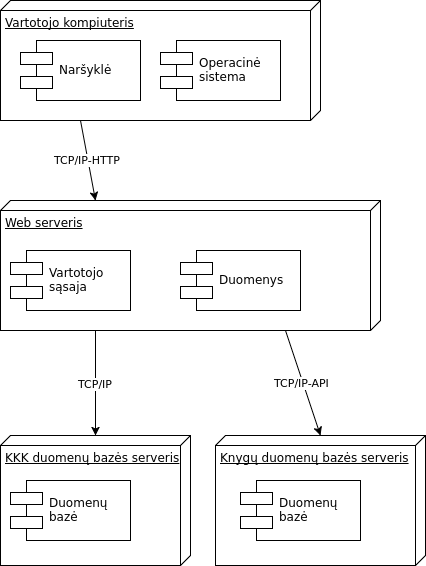 Vartotojo kompiuteris
Naršyklė
Operacinė
sistema
TCP/IP-HTTP
Web serveris
Vartotojo
sąsaja
Duomenys
TCP/IP
TCP/IP-API
KKK duomenų bazės serveris
Duomenų
bazė
Knygų duomenų bazės serveris
Duomenų
bazė